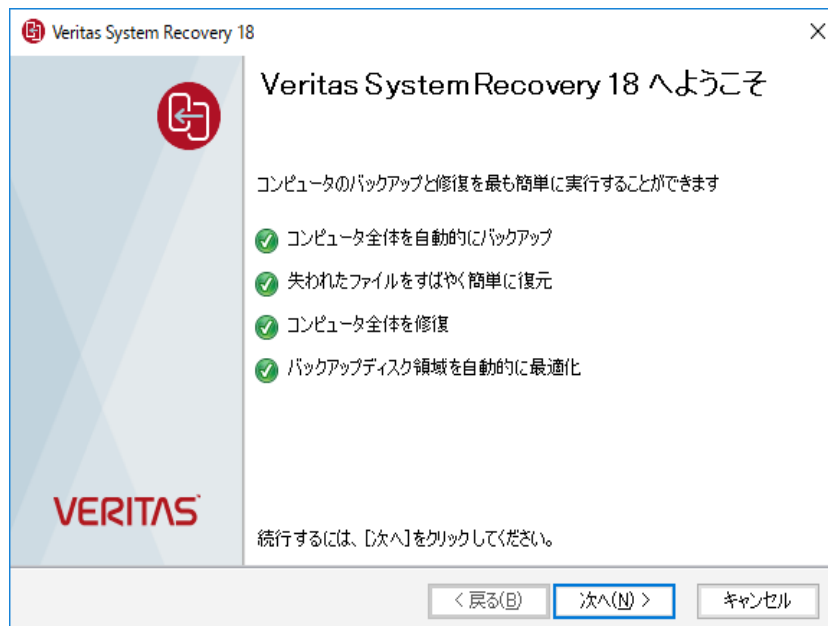 Veritas System Recovery 18
Veritas System Recovery 18 へようこそ
コンピュータのバックアップと修復を最も簡単に実行することができます
コンピュータ全体を自動的にバックアップ
失われたファイルをすばやく簡単に復元
コンピュータ全体を修復
バックアップディスク領域を自動的に最適化
VERITAS
続行するには、[次へ]をクリックしてください。
< 戻る(B)
次へ(N) >
キャンセル